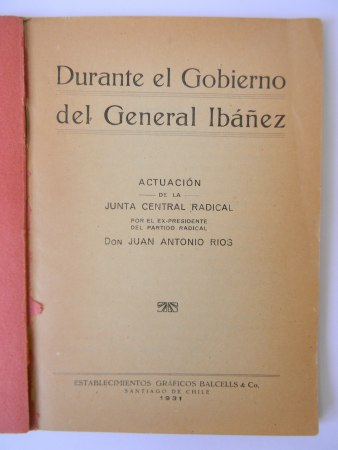 Durante el Gobierno
del General Ibáñez
ACTUACIÓN
DE LA
JUNTA CENTRAL RADICAL
POR EL EX-PRESIDENTE
DEL PARTIDO RADICAL
DON JUAN ANTONIO RIOS
ESTABLECIMIENTOS GRÁFICOS BALCELLS & Co.
SANTIAGO DE CHILE
1931